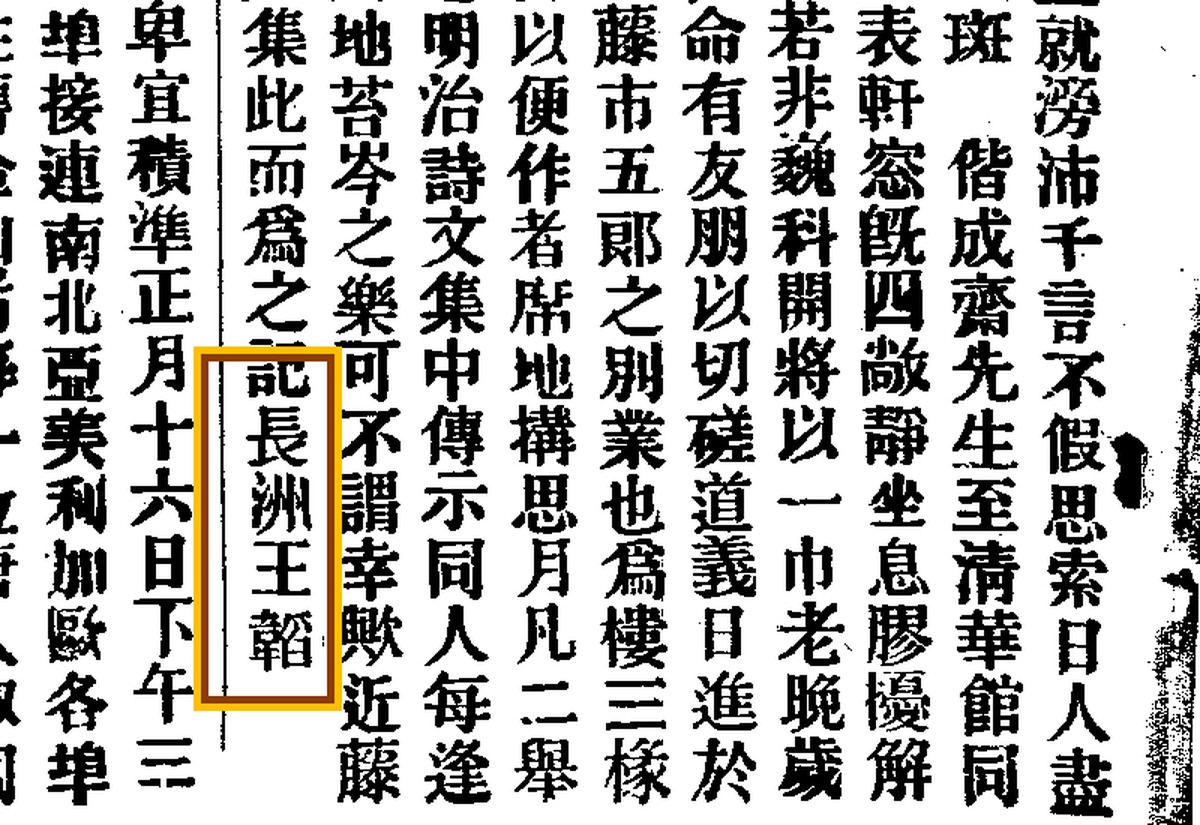 就滂沛千言不假思索日人盡
斑　偕成齋先生至清華館同
表軒窓旣四敞靜坐息膠擾解
若非巍科開將以一巾老晚歲
命有友朋以切磋道義日進於
藤市五郎之別業也爲樓三椽
以便作者席地搆思月凡二舉
明治詩文集中傳示同人每逢
地苔岑之樂可不謂幸歟近藤
集此而爲之記長洲王韜
卑宜積準正月十六日下午三
埠接連南北亞美利加歐各埠